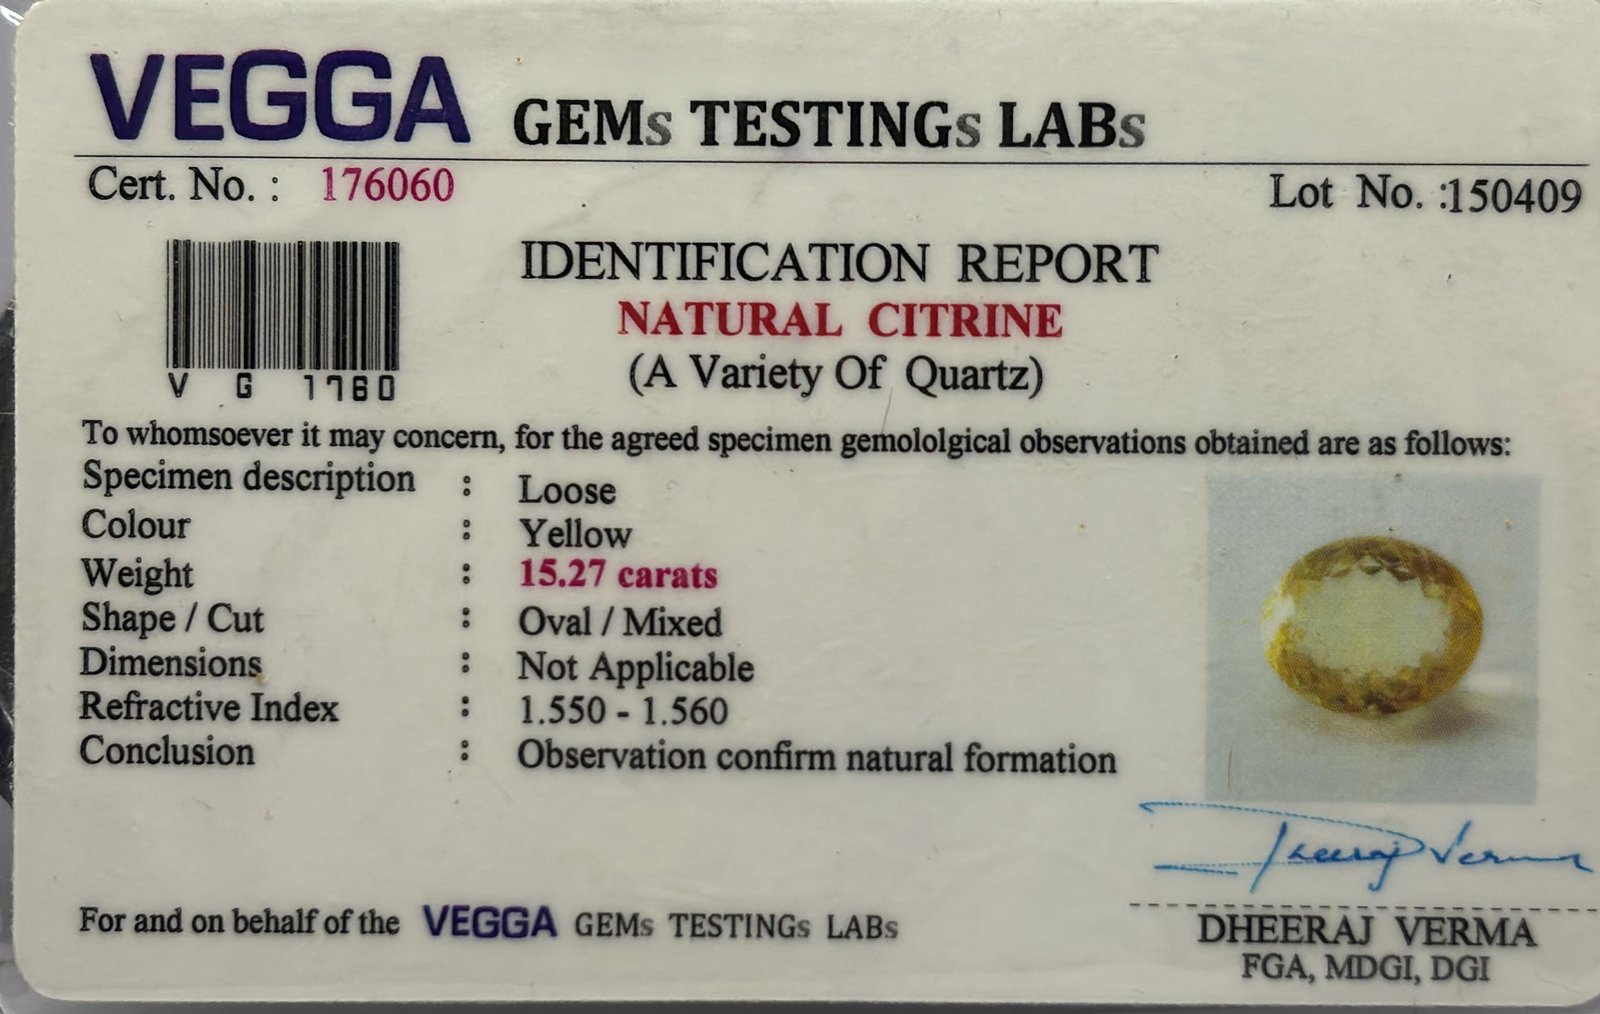 VEGGA GEMs TESTINGs LABs
Cert. No. : 176060 Lot No. :150409
IDENTIFICATION REPORT
NATURAL CITRINE
(A Variety Of Quartz)
V G 1760
To whomsoever it may concern, for the agreed specimen gemololgical observations obtained are as follows:
Specimen description : Loose
Colour : Yellow
Weight : 15.27 carats
Shape / Cut : Oval / Mixed
Dimensions : Not Applicable
Refractive Index : 1.550 - 1.560
Conclusion : Observation confirm natural formation
Dheeraj Verma
For and on behalf of the VEGGA GEMs TESTINGs LABs
DHEERAJ VERMA
FGA, MDGI, DGI